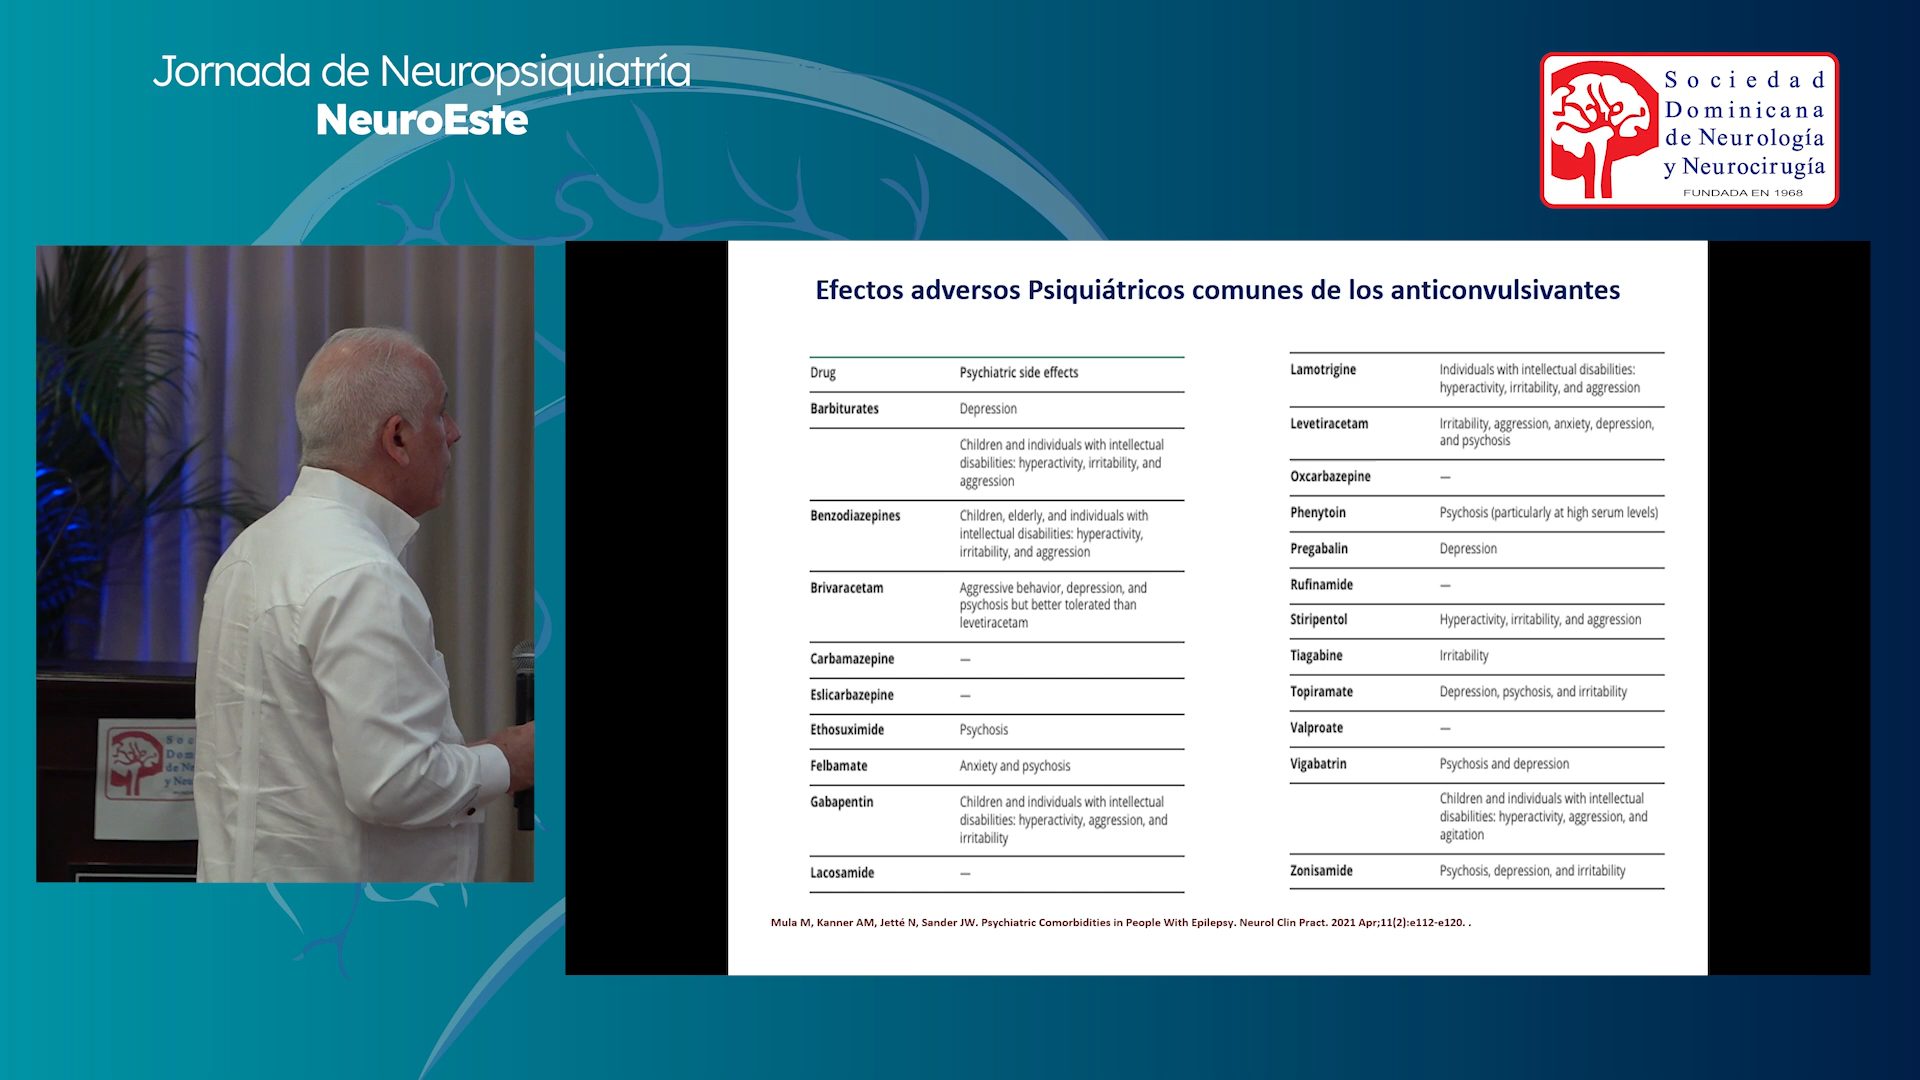 Jornada de Neuropsiquiatría
NeuroEste
Sociedad
Dominicana
de Neurología
y Neurocirugía
FUNDADA EN 1968
Efectos adversos Psiquiátricos comunes de los anticonvulsivantes
Drug Psychiatric side effects
Barbiturates Depression
Children and individuals with intellectual
disabilities: hyperactivity, irritability, and
aggression
Benzodiazepines Children, elderly, and individuals with
intellectual disabilities: hyperactivity,
irritability, and aggression
Brivaracetam Aggressive behavior, depression, and
psychosis but better tolerated than
levetiracetam
Carbamazepine —
Eslicarbazepine —
Ethosuximide Psychosis
Felbamate Anxiety and psychosis
Gabapentin Children and individuals with intellectual
disabilities: hyperactivity, aggression, and
irritability
Lacosamide —
Lamotrigine Individuals with intellectual disabilities:
hyperactivity, irritability, and aggression
Levetiracetam Irritability, aggression, anxiety, depression,
and psychosis
Oxcarbazepine —
Phenytoin Psychosis (particularly at high serum levels)
Pregabalin Depression
Rufinamide —
Stiripentol Hyperactivity, irritability, and aggression
Tiagabine Irritability
Topiramate Depression, psychosis, and irritability
Valproate —
Vigabatrin Psychosis and depression
Children and individuals with intellectual
disabilities: hyperactivity, aggression, and
agitation
Zonisamide Psychosis, depression, and irritability
Mula M, Kanner AM, Jetté N, Sander JW. Psychiatric Comorbidities in People With Epilepsy. Neurol Clin Pract. 2021 Apr;11(2):e112-e120. .